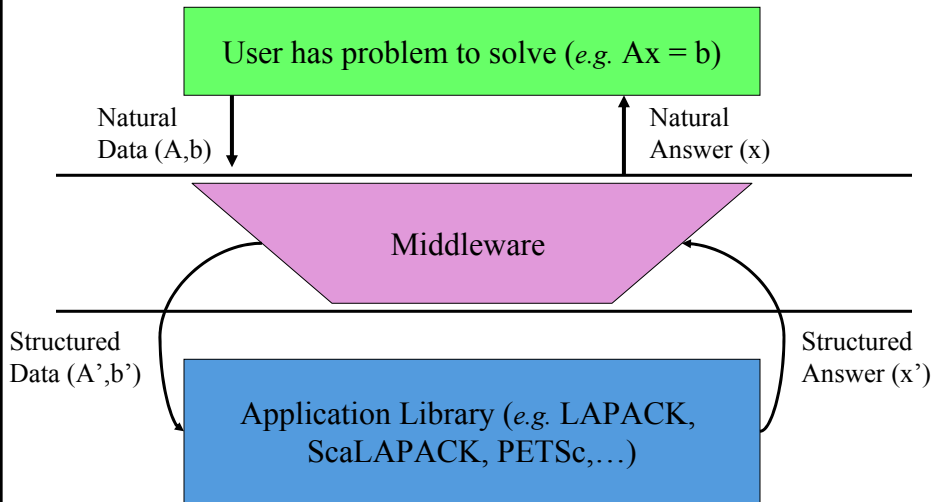 User has problem to solve (e.g. Ax = b)
Natural
Data (A,b)
Natural
Answer (x)
Middleware
Structured
Data (A’,b’)
Structured
Answer (x’)
Application Library (e.g. LAPACK,
ScaLAPACK, PETSc,…)